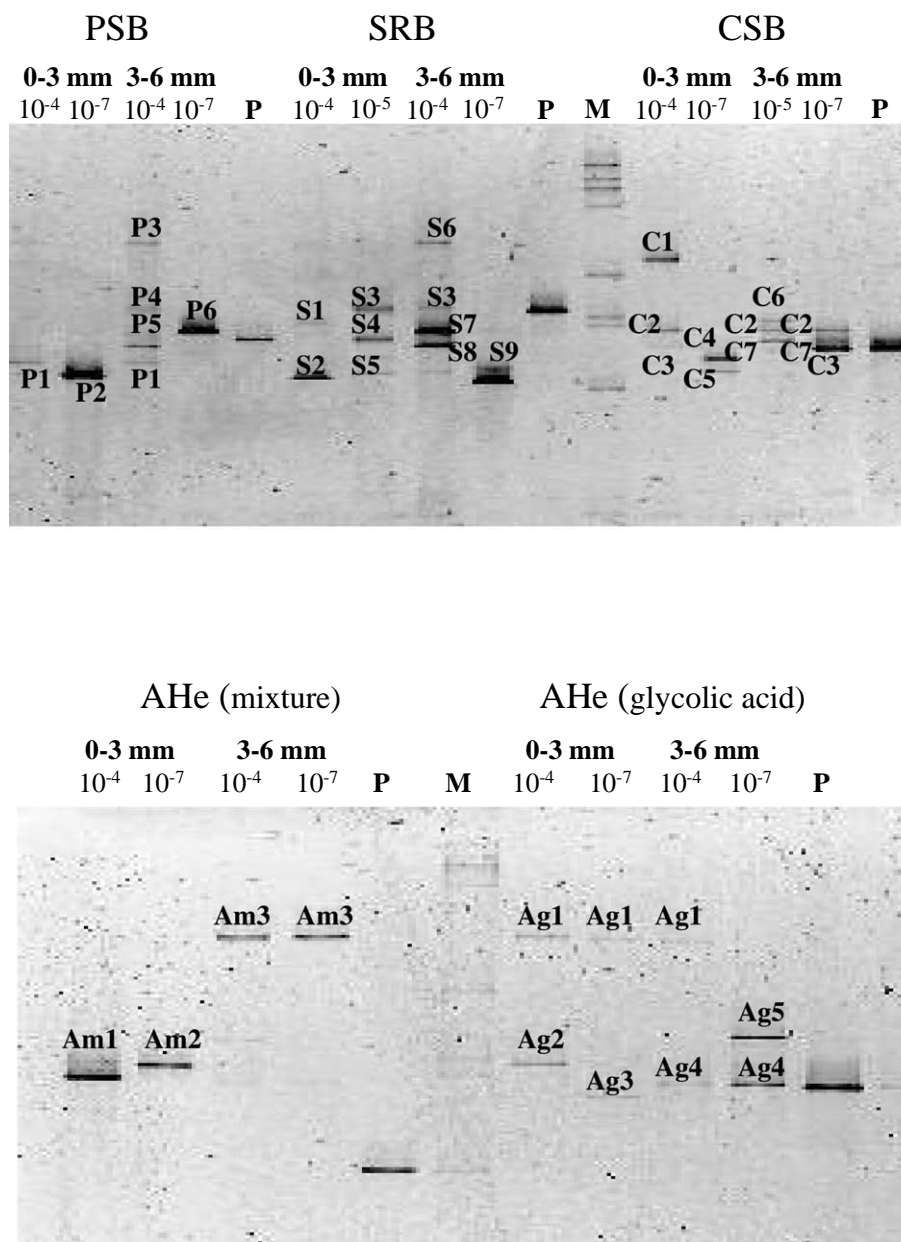 PSB SRB CSB
0-3 mm 3-6 mm 0-3 mm 3-6 mm 0-3 mm 3-6 mm
10-4 10-7 10-4 10-7 P 10-4 10-5 10-4 10-7 P M 10-4 10-7 10-5 10-7 P
P3 S6
C1
P4 S3 S3 C6
P6 S1
P5 S4 S7 C2 C2 C2
C4
P1 P1 S2 S5 S8 S9 C3 C7 C7 C3
P2 C5
AHe (mixture) AHe (glycolic acid)
0-3 mm 3-6 mm 0-3 mm 3-6 mm
10-4 10-7 10-4 10-7 P M 10-4 10-7 10-4 10-7 P
Am3 Am3 Ag1 Ag1 Ag1
Ag5
Am1 Am2 Ag2
Ag3 Ag4 Ag4